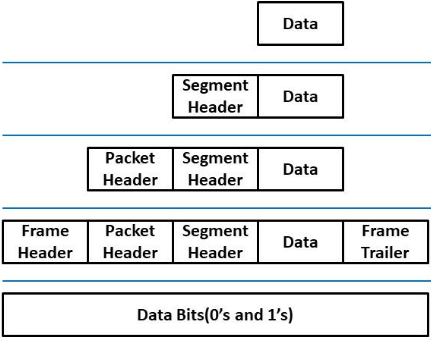 Data
Segment Header Data
Packet Header Segment Header Data
Frame Header Packet Header Segment Header Data Frame Trailer
Data Bits(0's and 1's)